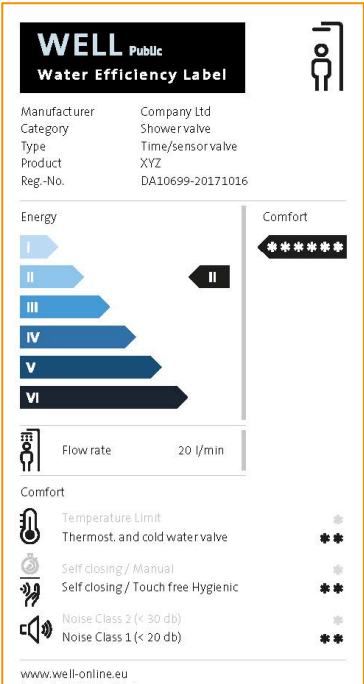 WELL Public
Water Efficiency Label
Manufacturer Company Ltd
Category Shower valve
Type Time/sensor valve
Product XYZ
Reg.-No. DA10699-20171016
Energy Comfort
I ******
II II
III
IV
V
VI
Flow rate 20 l/min
Comfort
Temperature Limit *
Thermost. and cold water valve **
Self closing / Manual *
Self closing / Touch free Hygienic **
Noise Class 2 (< 30 db) *
Noise Class 1 (< 20 db) **
www.well-online.eu